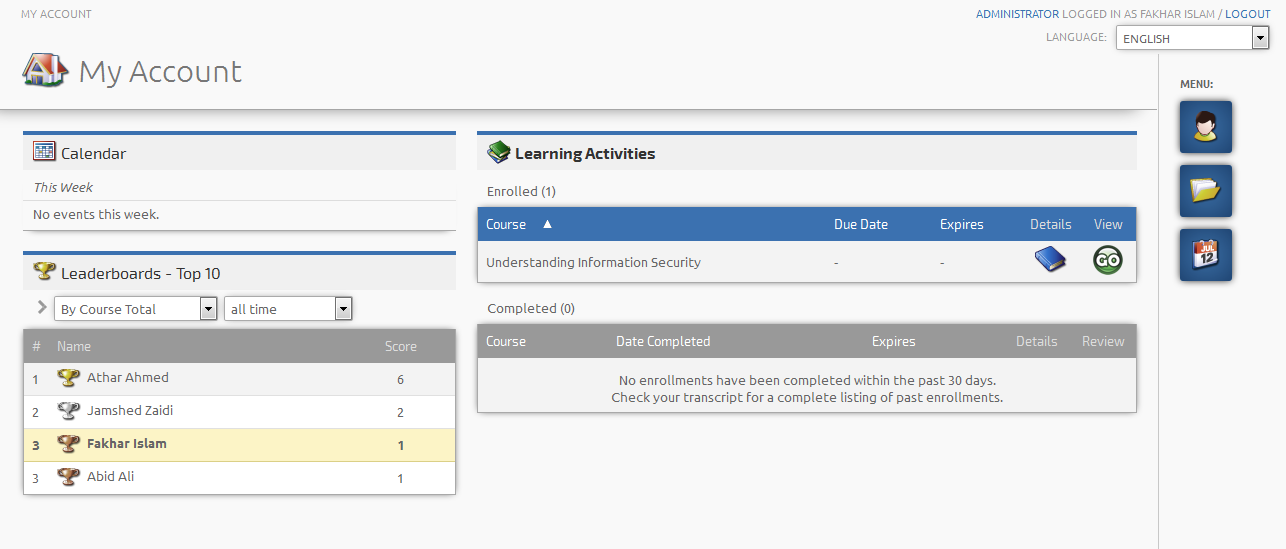 MY ACCOUNT
ADMINISTRATOR LOGGED IN AS FAKHAR ISLAM / LOGOUT
LANGUAGE: ENGLISH
My Account
MENU:
Calendar
This Week
No events this week.
Leaderboards - Top 10
By Course Total all time
# Name Score
1 Athar Ahmed 6
2 Jamshed Zaidi 2
3 Fakhar Islam 1
3 Abid Ali 1
Learning Activities
Enrolled (1)
Course Due Date Expires Details View
Understanding Information Security - - GO
Completed (0)
Course Date Completed Expires Details Review
No enrollments have been completed within the past 30 days.
Check your transcript for a complete listing of past enrollments.
JUL
12